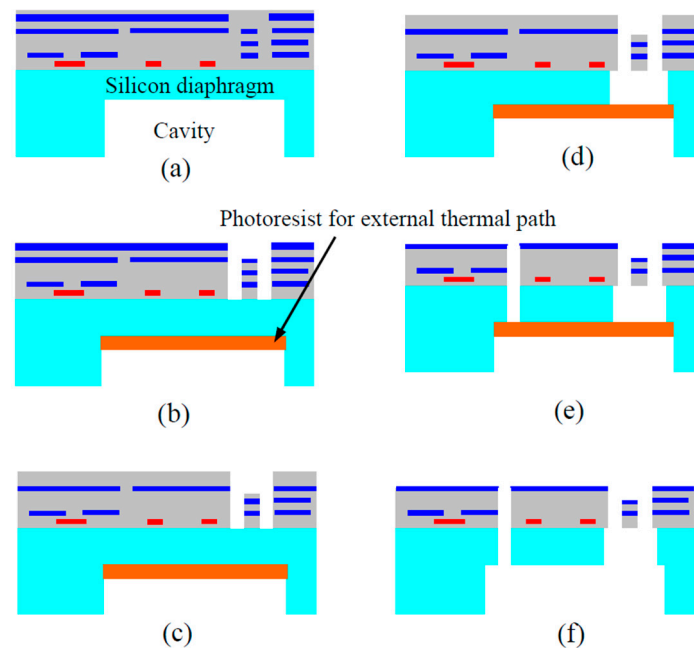 Silicon diaphragm
Cavity
(a)
(d)
Photoresist for external thermal path
(b)
(e)
(c)
(f)